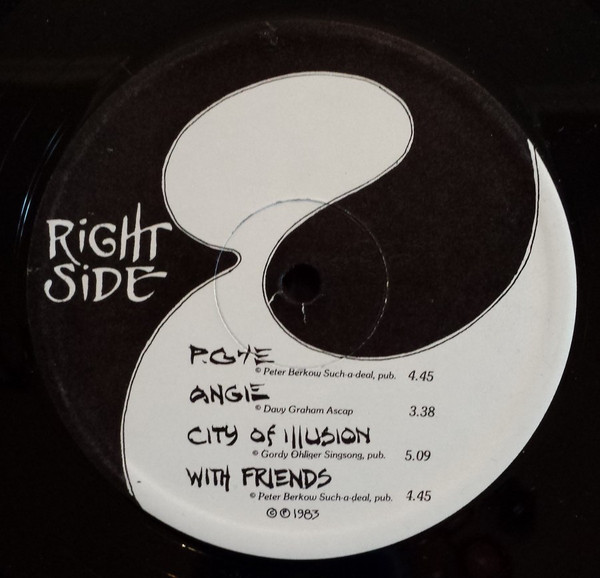 RiGHT
SiDE
P.G+E
© Peter Berkow Such-a-deal, pub. 4.45
ANGIE
© Davy Graham Ascap 3.38
CiTY Of illUSiON
© Gordy Ohliger Singsong, pub. 5.09
WiTH FRiENDS
© Peter Berkow Such-a-deal, pub. 4.45
© ℗ 1983